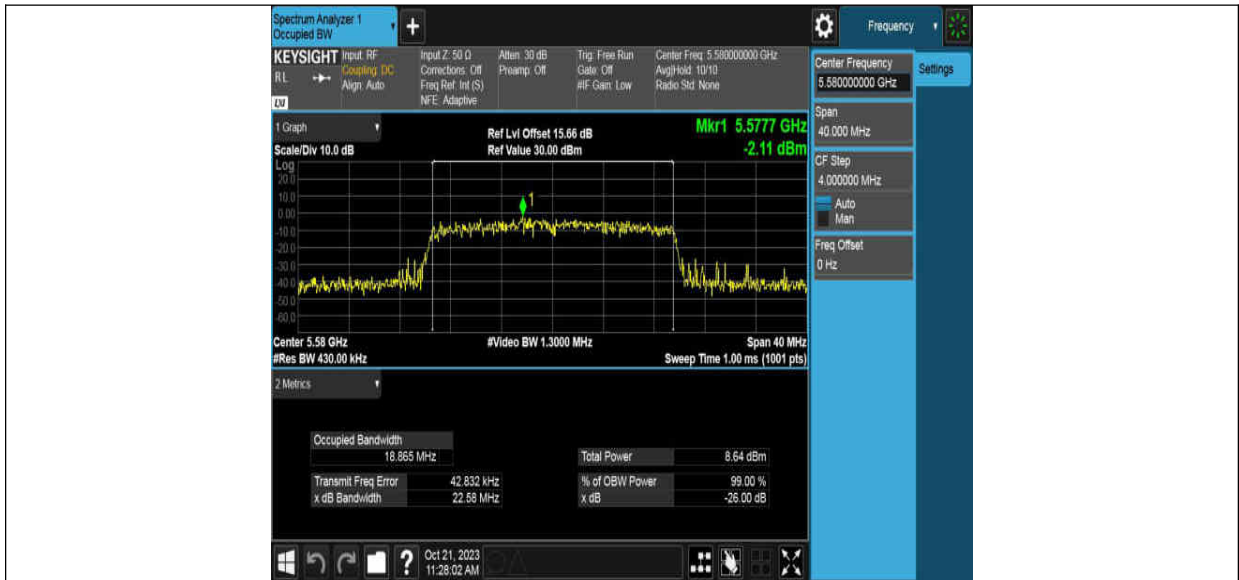 Spectrum Analyzer 1
Occupied BW
Frequency
KEYSIGHT
RL
LXI
Input: RF
Coupling: DC
Align: Auto
Input Z: 50 Ω
Corrections: Off
Freq Ref: Int (S)
NFE: Adaptive
Atten: 30 dB
Preamp: Off
Trig: Free Run
Gate: Off
#IF Gain: Low
Center Freq: 5.580000000 GHz
Avg|Hold: 10/10
Radio Std: None
Center Frequency
5.580000000 GHz
Settings
Span
40.000 MHz
CF Step
4.000000 MHz
Auto
Man
Freq Offset
0 Hz
1 Graph
Scale/Div 10.0 dB
Ref Lvl Offset 15.66 dB
Ref Value 30.00 dBm
Mkr1 5.5777 GHz
-2.11 dBm
Log
20.0
10.0
0.00
-10.0
-20.0
-30.0
-40.0
-50.0
-60.0
1
Center 5.58 GHz
#Video BW 1.3000 MHz
Span 40 MHz
#Res BW 430.00 kHz
Sweep Time 1.00 ms (1001 pts)
2 Metrics
Occupied Bandwidth
18.865 MHz
Total Power 8.64 dBm
Transmit Freq Error 42.832 kHz
% of OBW Power 99.00 %
x dB Bandwidth 22.58 MHz
x dB -26.00 dB
?
Oct 21, 2023
11:28:02 AM